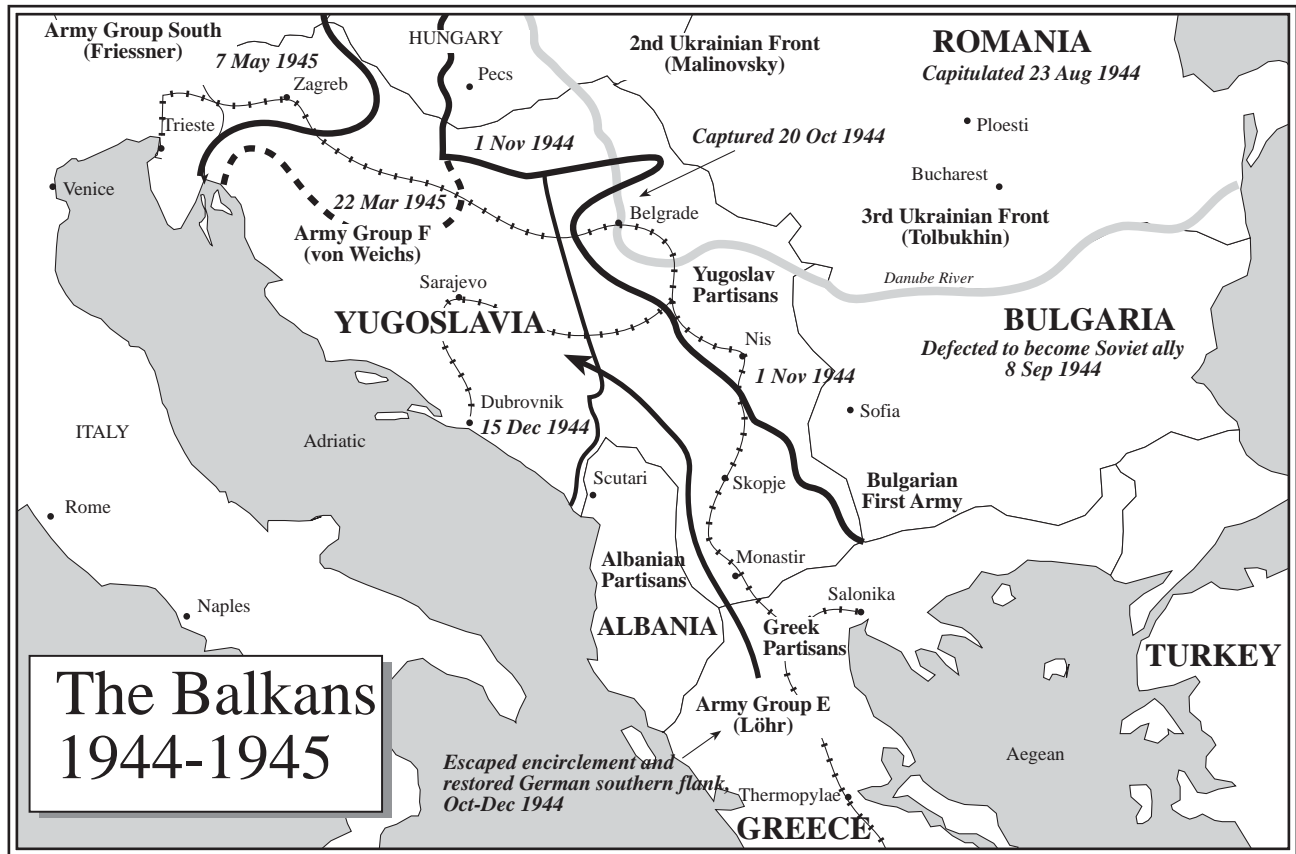 Army Group South
(Friessner)
HUNGARY
2nd Ukrainian Front
(Malinovsky)
ROMANIA
Capitulated 23 Aug 1944
7 May 1945
Zagreb
Pecs
Trieste
1 Nov 1944
Captured 20 Oct 1944
Ploesti
Venice
Bucharest
22 Mar 1945
Army Group F
(von Weichs)
Belgrade
3rd Ukrainian Front
(Tolbukhin)
Sarajevo
Yugoslav
Partisans
Danube River
YUGOSLAVIA
BULGARIA
Defected to become Soviet ally
8 Sep 1944
Nis
1 Nov 1944
Dubrovnik
15 Dec 1944
Sofia
ITALY
Adriatic
Scutari
Skopje
Bulgarian
First Army
Rome
Albanian
Partisans
Monastir
Salonika
Naples
ALBANIA
Greek
Partisans
TURKEY
The Balkans
1944-1945
Army Group E
(Löhr)
Aegean
Escaped encirclement and
restored German southern flank,
Oct-Dec 1944
Thermopylae
GREECE